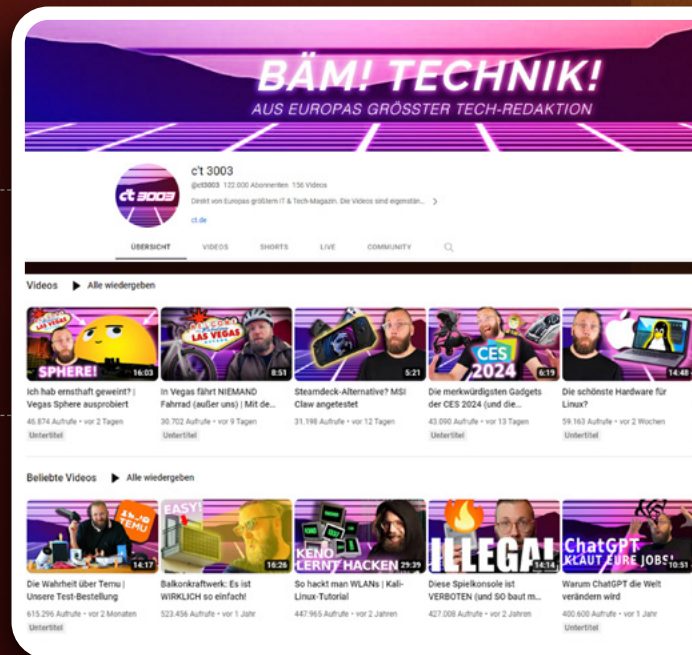 BÄM! TECHNIK!
AUS EUROPAS GRÖSSTER TECH-REDAKTION
c't 3003
c't 3003
@ct3003 122.000 Abonnenten 156 Videos
Direkt von Europas größtem IT & Tech-Magazin. Die Videos sind eigenstän...
ct.de
ÜBERSICHT VIDEOS SHORTS LIVE COMMUNITY
Videos Alle wiedergeben
LAS VEGAS
SPHERE!
16:03
LAS VEGAS
8:51
5:21
CES
2024
6:19
14:48
Ich hab ernsthaft geweint? |
Vegas Sphere ausprobiert
46.874 Aufrufe • vor 2 Tagen
Untertitel
In Vegas fährt NIEMAND
Fahrrad (außer uns) | Mit de...
30.702 Aufrufe • vor 9 Tagen
Untertitel
Steamdeck-Alternative? MSI
Claw angetestet
31.198 Aufrufe • vor 12 Tagen
Die merkwürdigsten Gadgets
der CES 2024 (und die...
43.090 Aufrufe • vor 13 Tagen
Untertitel
Die schönste Hardware für
Linux?
59.163 Aufrufe • vor 2 Wochen
Untertitel
Beliebte Videos Alle wiedergeben
TEMU
14:17
EASY!
16:26
KENO
LERNT HACKEN
29:39
ILLEGAL
14:14
ChatGPT
KLAUT EURE JOBS!
10:51
Die Wahrheit über Temu |
Unsere Test-Bestellung
615.296 Aufrufe • vor 2 Monaten
Untertitel
Balkonkraftwerk: Es ist
WIRKLICH so einfach!
523.456 Aufrufe • vor 1 Jahr
So hackt man WLANs | Kali-
Linux-Tutorial
447.965 Aufrufe • vor 2 Jahren
Diese Spielkonsole ist
VERBOTEN (und SO baut m...
427.008 Aufrufe • vor 2 Jahren
Warum ChatGPT die Welt
verändern wird
400.600 Aufrufe • vor 1 Jahr
Untertitel